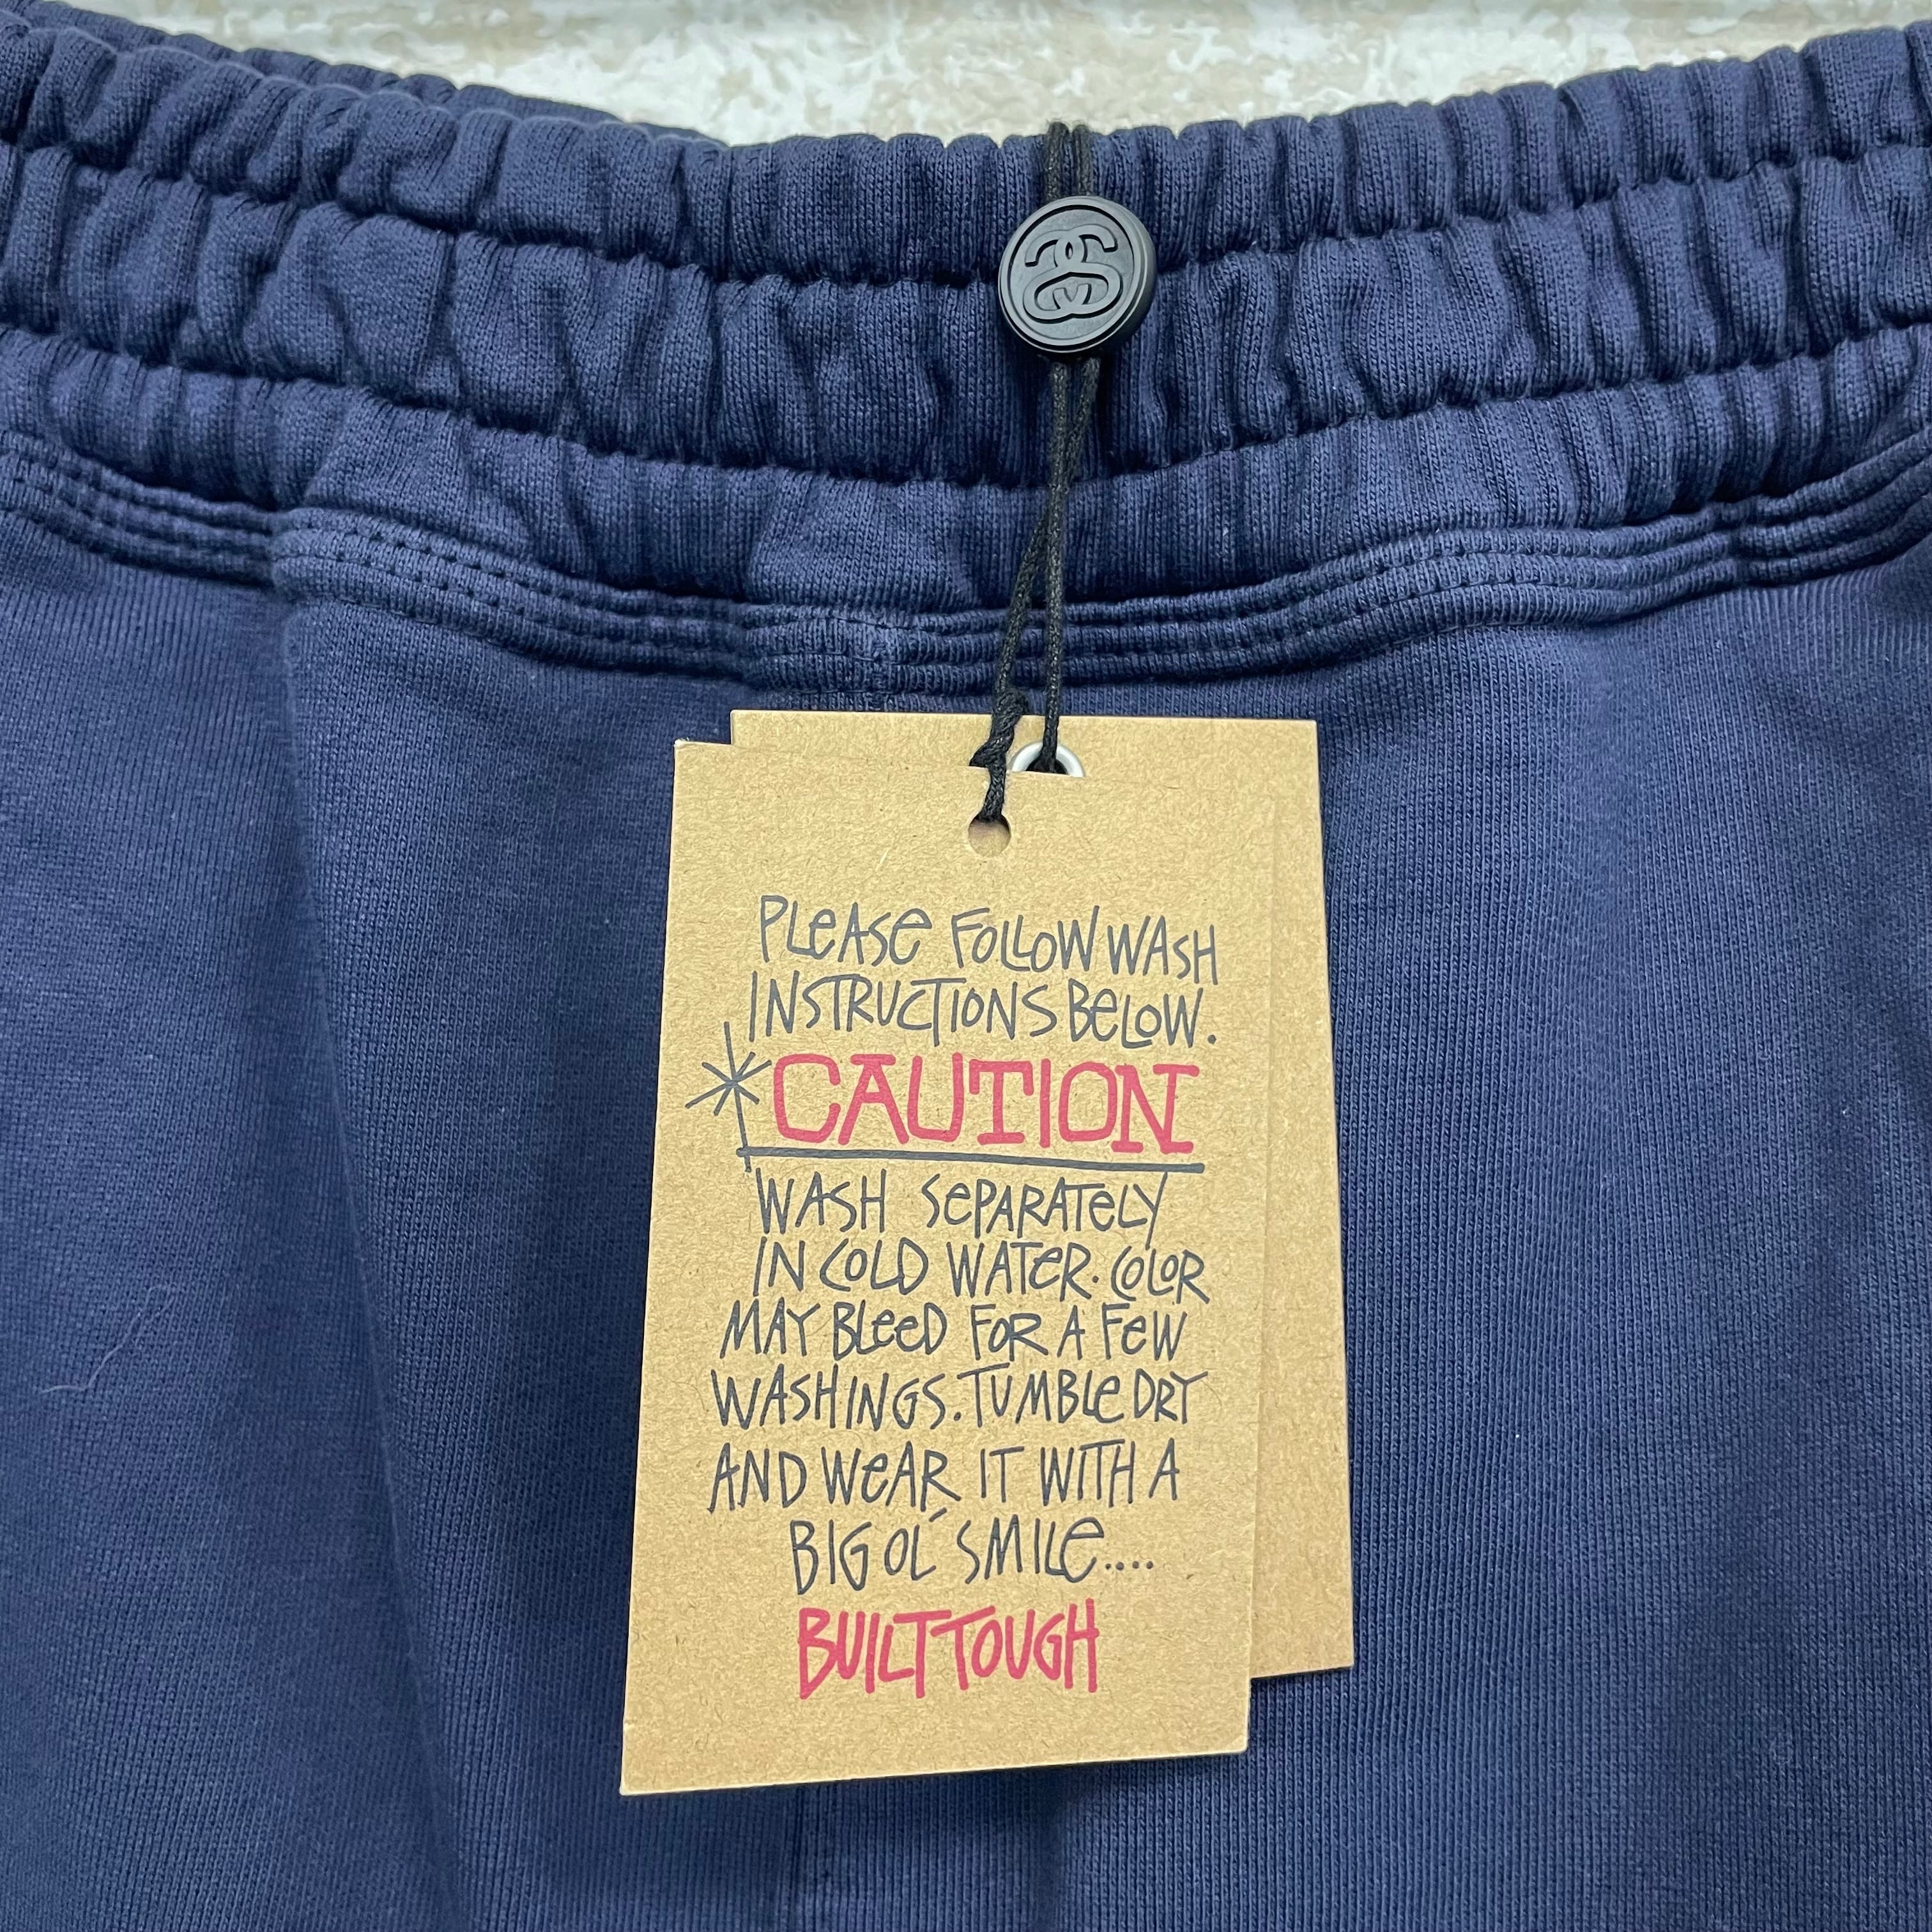 PLEASE FOLLOW WASH
INSTRUCTIONS BELOW.
*CAUTION
WASH SEPARATELY
IN COLD WATER. COLOR
MAY BLEED FOR A FEW
WASHINGS. TUMBLE DRY
AND WEAR IT WITH A
BIG OL' SMILE....
BUILT TOUGH